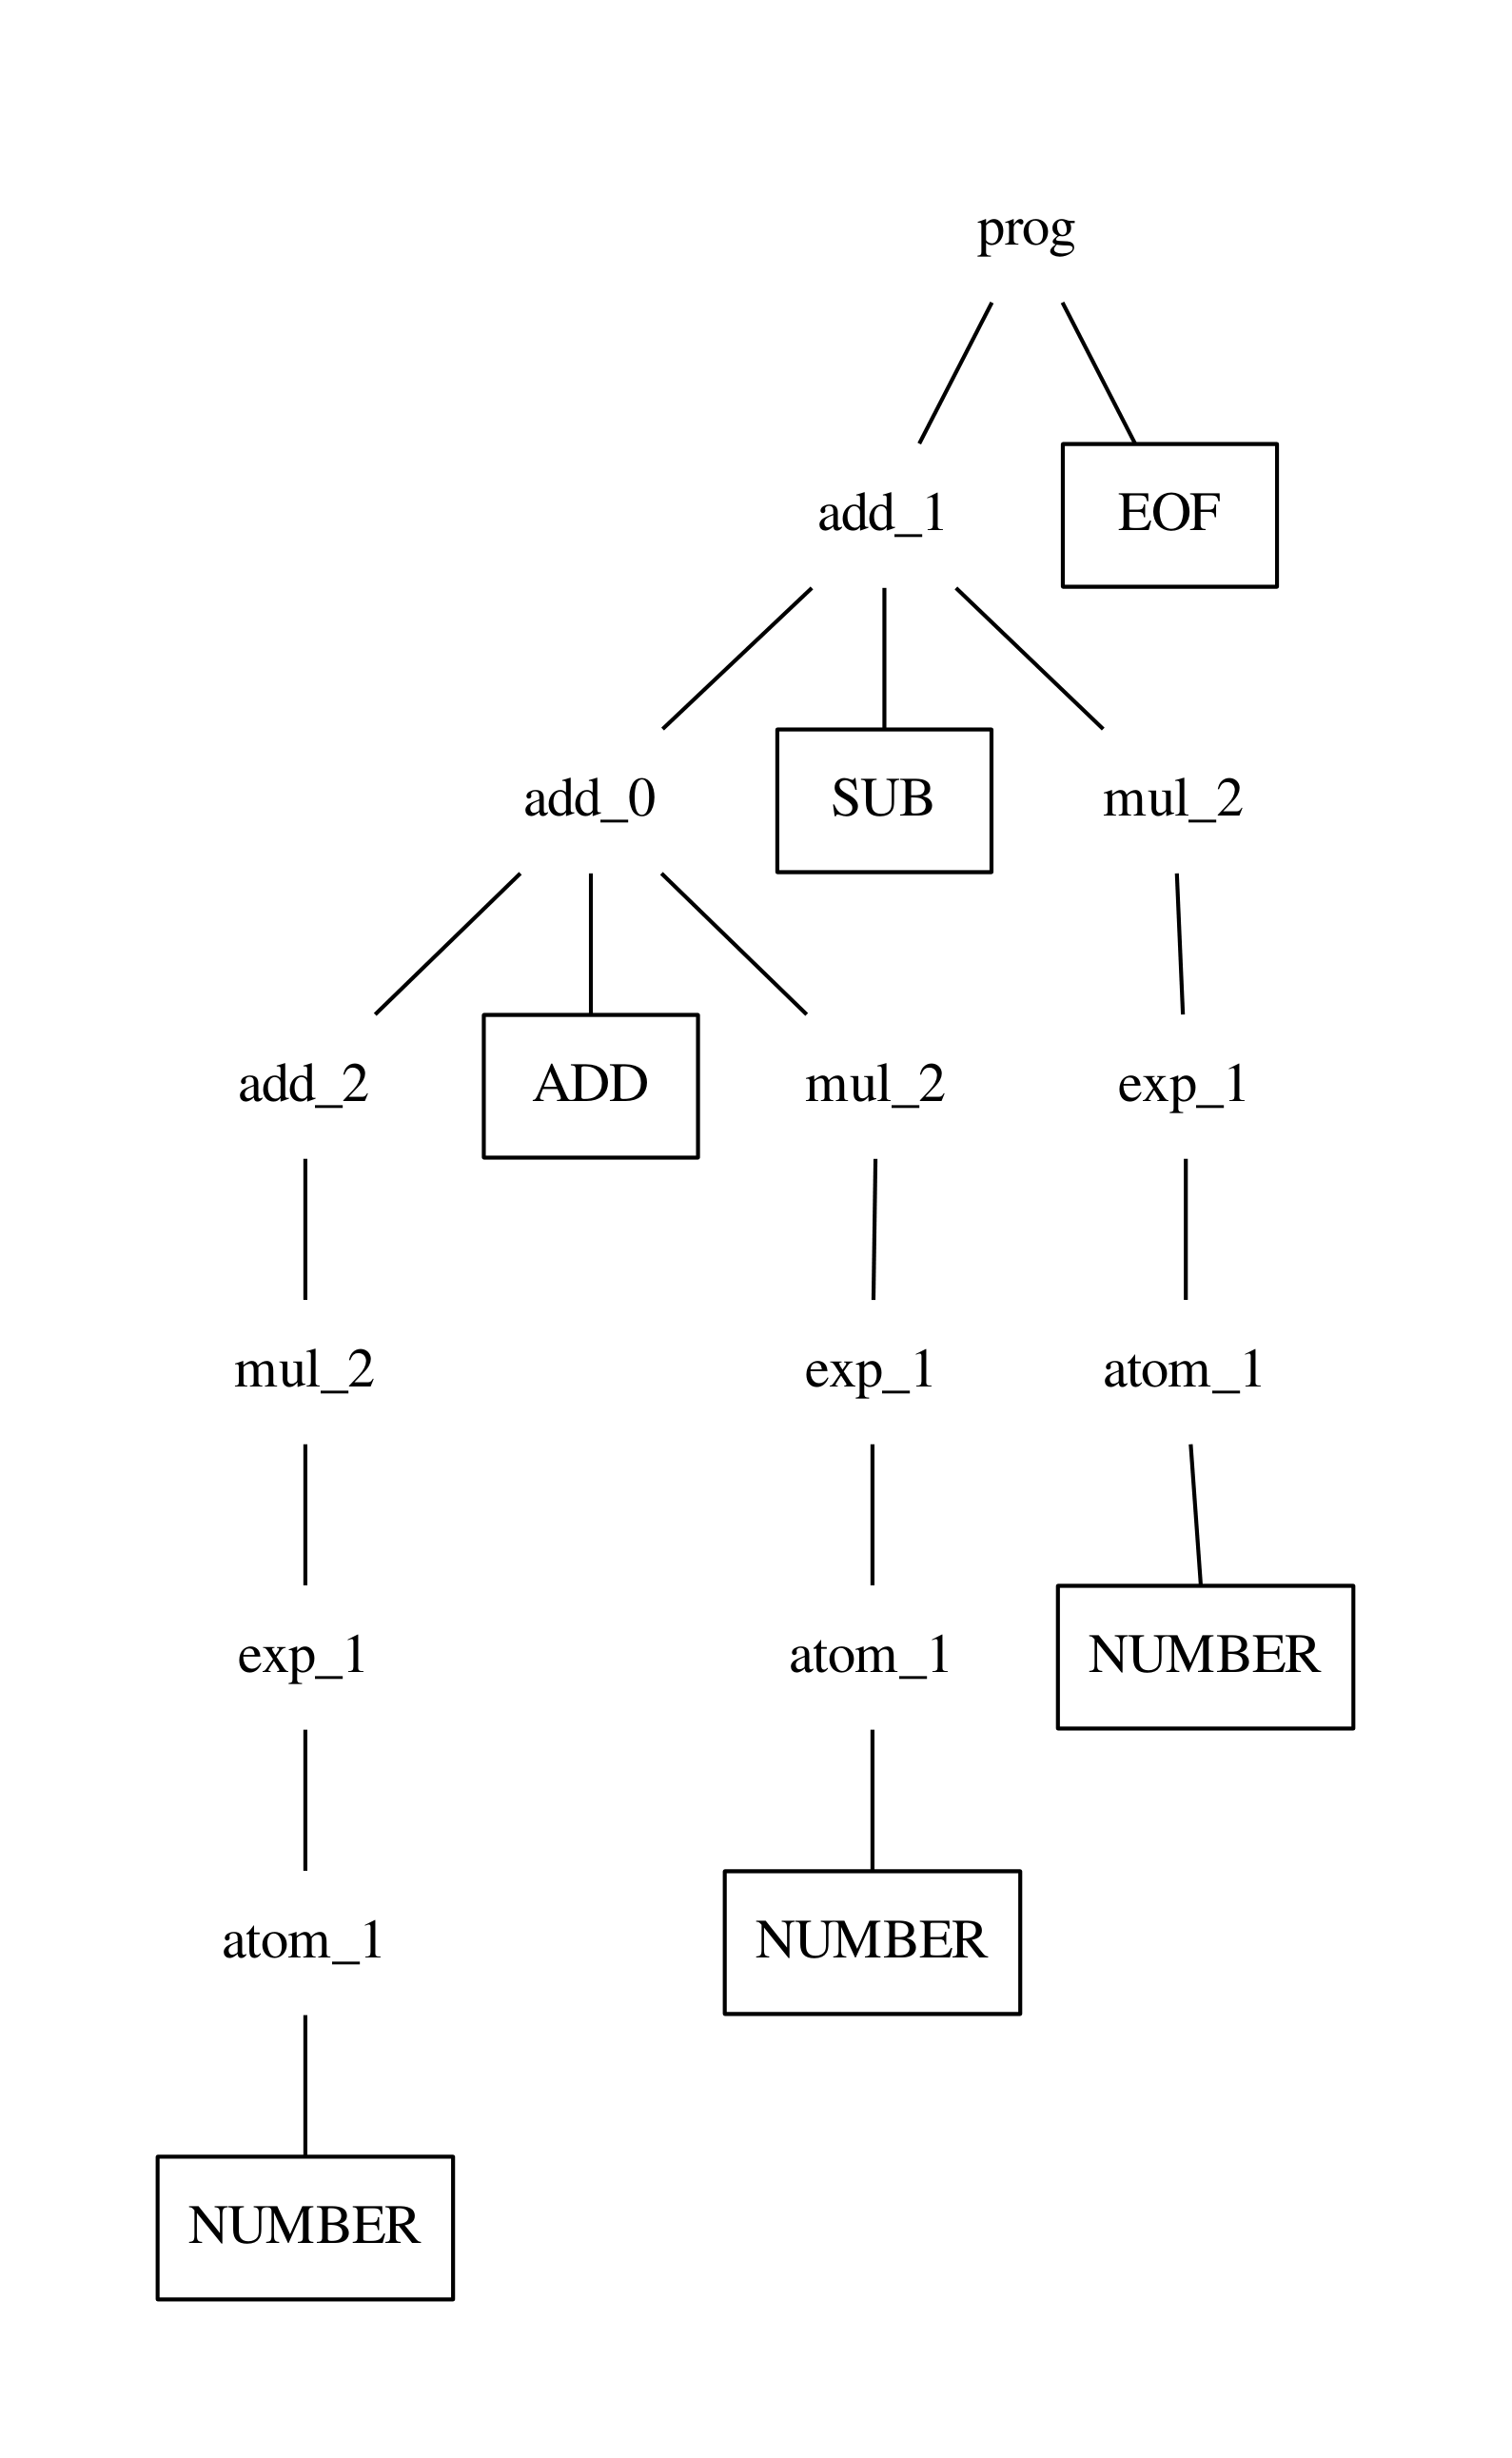 prog
add_1 EOF
add_0 SUB mul_2
add_2 ADD mul_2 exp_1
mul_2 exp_1 atom_1
exp_1 atom_1 NUMBER
atom_1 NUMBER
NUMBER